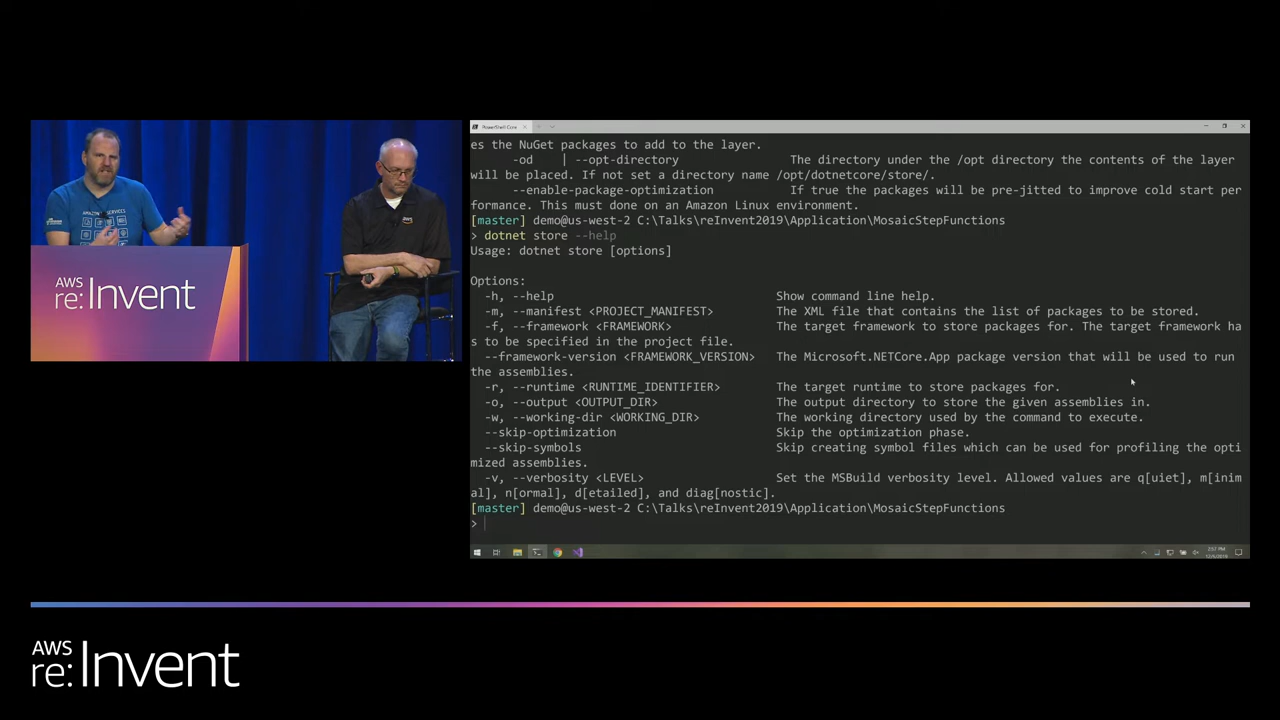 PowerShell Core
es the NuGet packages to add to the layer.
-od | --opt-directory The directory under the /opt directory the contents of the layer
will be placed. If not set a directory name /opt/dotnetcore/store/.
--enable-package-optimization If true the packages will be pre-jitted to improve cold start per
formance. This must done on an Amazon Linux environment.
[master] demo@us-west-2 C:\Talks\reInvent2019\Application\MosaicStepFunctions
> dotnet store --help
Usage: dotnet store [options]
Options:
-h, --help Show command line help.
-m, --manifest <PROJECT_MANIFEST> The XML file that contains the list of packages to be stored.
-f, --framework <FRAMEWORK> The target framework to store packages for. The target framework ha
s to be specified in the project file.
--framework-version <FRAMEWORK_VERSION> The Microsoft.NETCore.App package version that will be used to run
the assemblies.
-r, --runtime <RUNTIME_IDENTIFIER> The target runtime to store packages for.
-o, --output <OUTPUT_DIR> The output directory to store the given assemblies in.
-w, --working-dir <WORKING_DIR> The working directory used by the command to execute.
--skip-optimization Skip the optimization phase.
--skip-symbols Skip creating symbol files which can be used for profiling the opti
mized assemblies.
-v, --verbosity <LEVEL> Set the MSBuild verbosity level. Allowed values are q[uiet], m[inim
al], n[ormal], d[etailed], and diag[nostic].
[master] demo@us-west-2 C:\Talks\reInvent2019\Application\MosaicStepFunctions
>
2:57 PM
AWS
re:Invent
AWS
re:Invent